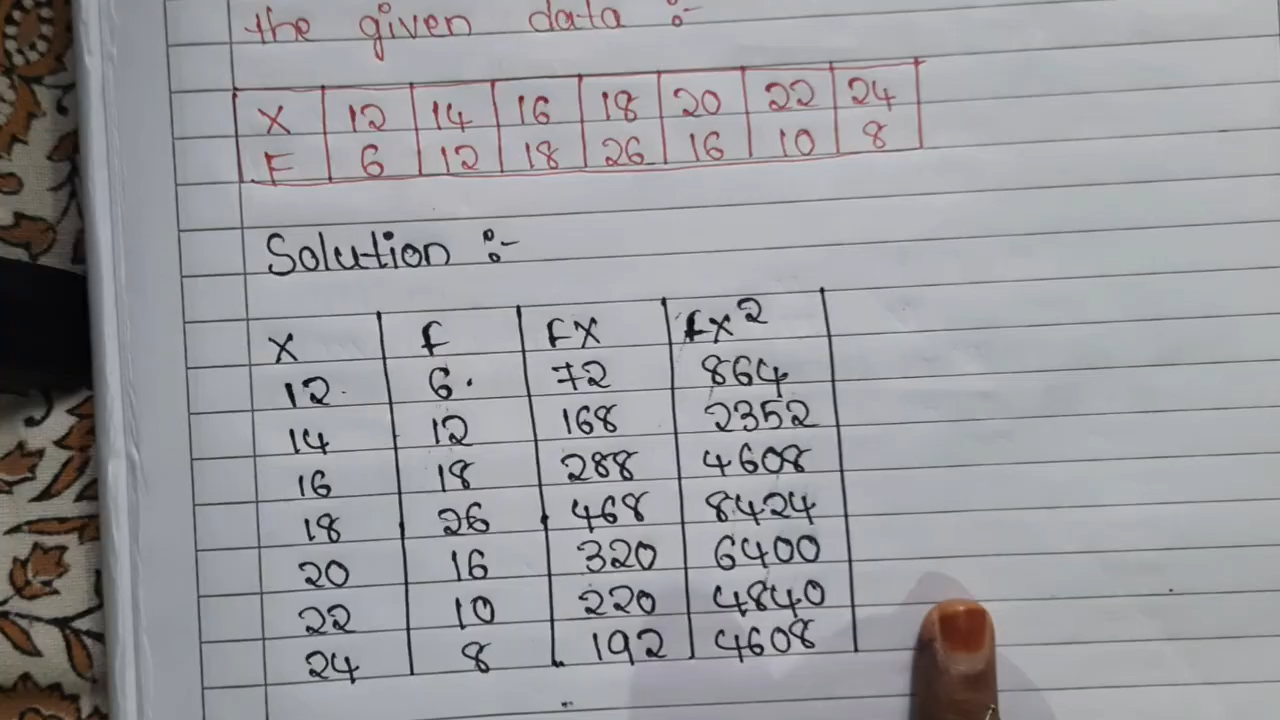 the given data :-
X 12 14 16 18 20 22 24
F 6 12 18 26 16 10 8
Solution :-
X F FX FX²
12 6 72 864
14 12 168 2352
16 18 288 4608
18 26 468 8424
20 16 320 6400
22 10 220 4840
24 8 192 4608